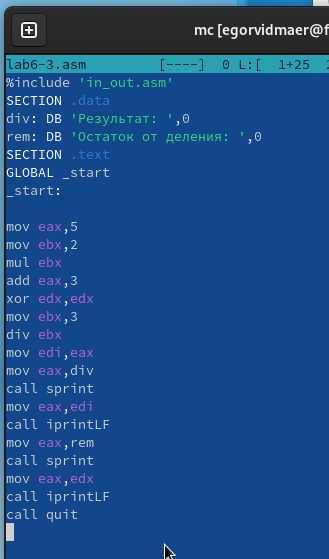 mc [egorvidmaer@f
lab6-3.asm [----] 0 L:[ 1+25
%include 'in_out.asm'
SECTION .data
div: DB 'Результат: ',0
rem: DB 'Остаток от деления: ',0
SECTION .text
GLOBAL _start
_start:
mov eax,5
mov ebx,2
mul ebx
add eax,3
xor edx,edx
mov ebx,3
div ebx
mov edi,eax
mov eax,div
call sprint
mov eax,edi
call iprintLF
mov eax,rem
call sprint
mov eax,edx
call iprintLF
call quit